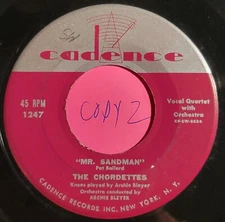 cadence
45 RPM
1247
COPY 2
Vocal Quartet
with
Orchestra
"MR. SANDMAN"
Pat Ballard
THE CHORDETTES
Knees played by Archie Bleyer
Orchestra conducted by
ARCHIE BLEYER
CADENCE RECORDS INC. NEW YORK, N. Y.